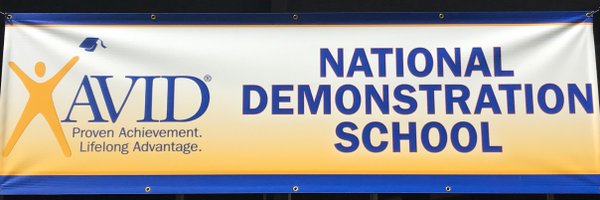 AVID®
Proven Achievement.
Lifelong Advantage.
NATIONAL
DEMONSTRATION
SCHOOL